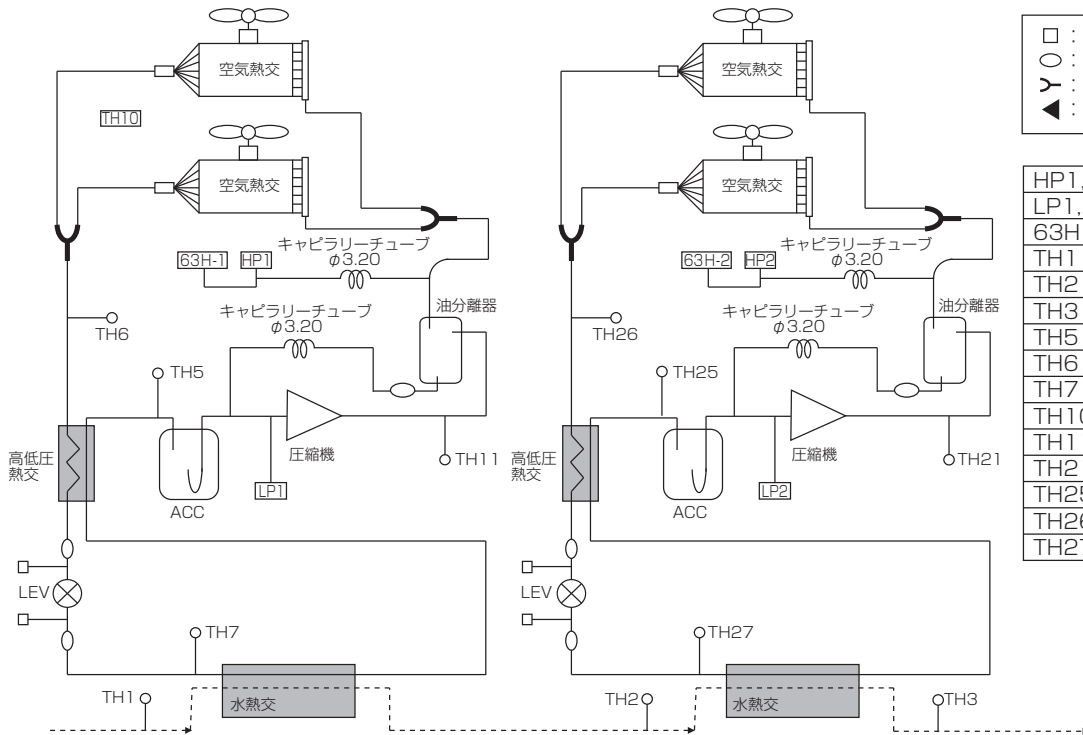 空気熱交
空気熱交
TH10
空気熱交
空気熱交
キャピラリーチューブ
φ3.20
キャピラリーチューブ
φ3.20
63H-1
HP1
63H-2
HP2
油分離器
油分離器
キャピラリーチューブ
φ3.20
キャピラリーチューブ
φ3.20
TH6
TH26
TH5
TH25
高低圧
熱交
圧縮機
TH11
高低圧
熱交
圧縮機
TH21
LP1
LP2
ACC
ACC
LEV
LEV
TH7
TH27
TH1
水熱交
TH2
水熱交
TH3
:
:
:
:
HP1,
LP1,
63H
TH1
TH2
TH3
TH5
TH6
TH7
TH10
TH1
TH2
TH25
TH26
TH27